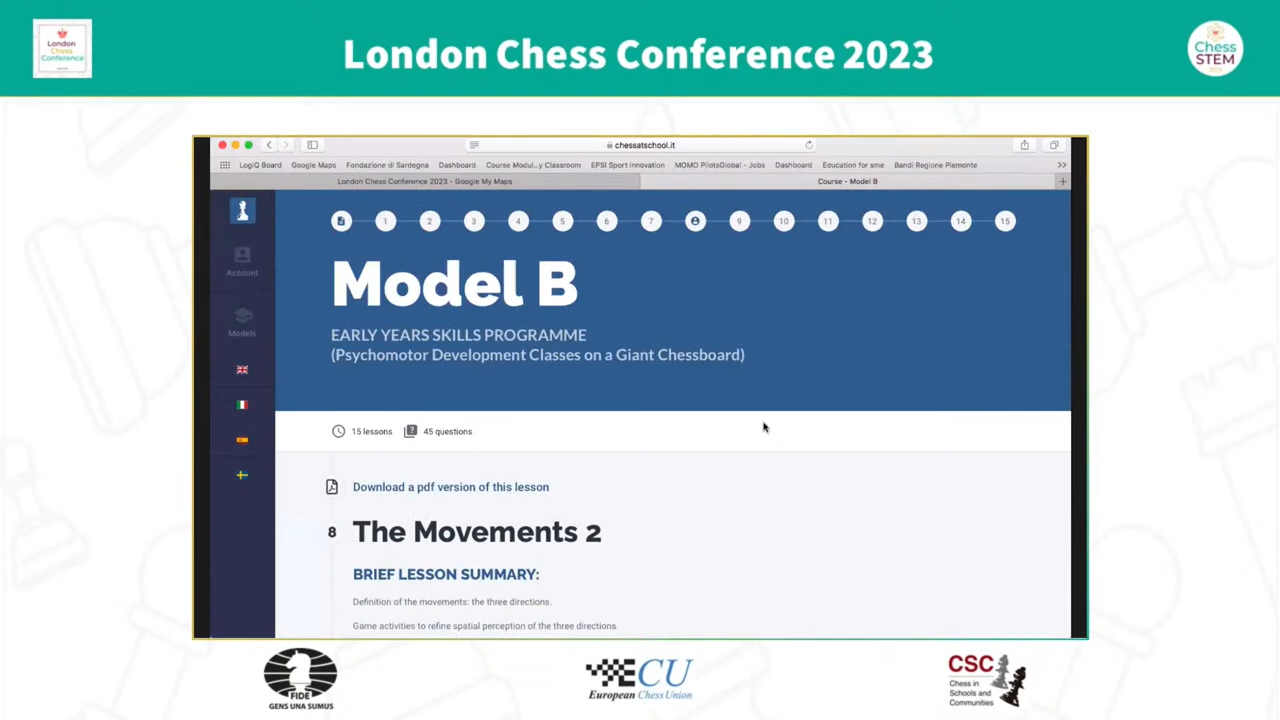 London Chess Conference 2023
London
Chess
Conference
Chess
STEM
chessatschool.it
LogiQ Board
Google Maps
Fondazione di Sardegna
Dashboard
Course Modul...y Classroom
EPSI Sport Innovation
MOMO PilotsGlobal - Jobs
Dashboard
Education for sme
Bandi Regione Piemonte
London Chess Conference 2023 - Google My Maps
Course - Model B
1 2 3 4 5 6 7 9 10 11 12 13 14 15
Account
Models
Model B
EARLY YEARS SKILLS PROGRAMME
(Psychomotor Development Classes on a Giant Chessboard)
15 lessons
45 questions
Download a pdf version of this lesson
8 The Movements 2
BRIEF LESSON SUMMARY:
Definition of the movements: the three directions.
Game activities to refine spatial perception of the three directions.
FIDE
GENS UNA SUMUS
ECU
European Chess Union
CSC
Chess in
Schools and
Communities